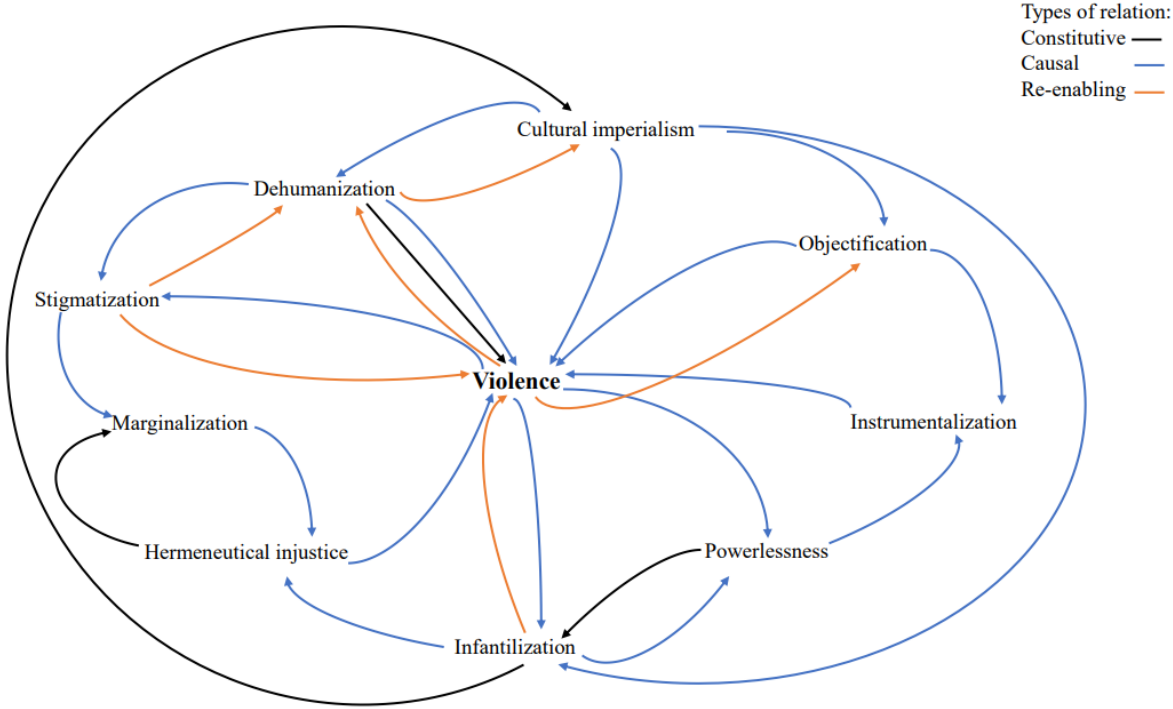 Types of relation:
Constitutive
Causal
Re-enabling
Cultural imperialism
Dehumanization
Objectification
Stigmatization
Violence
Marginalization
Instrumentalization
Hermeneutical injustice
Powerlessness
Infantilization